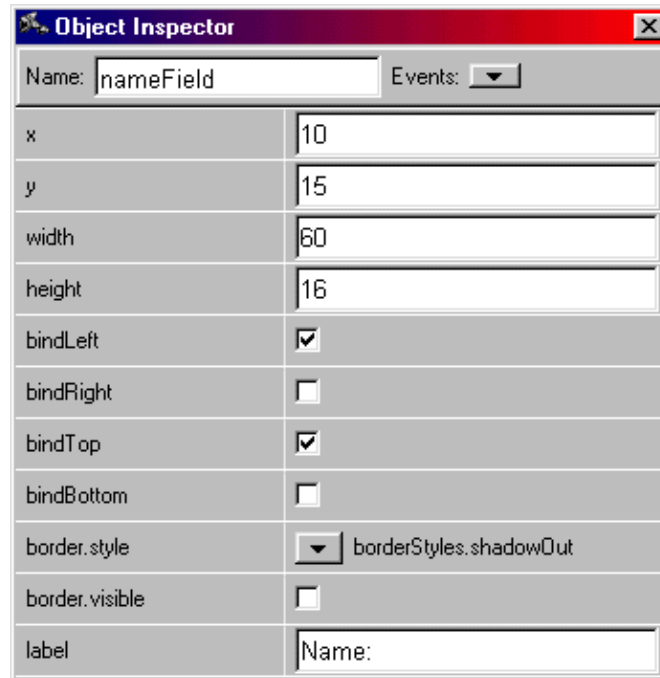 Object Inspector
Name: nameField Events:
x 10
y 15
width 60
height 16
bindLeft
bindRight
bindTop
bindBottom
border.style borderStyles.shadowOut
border.visible
label Name: